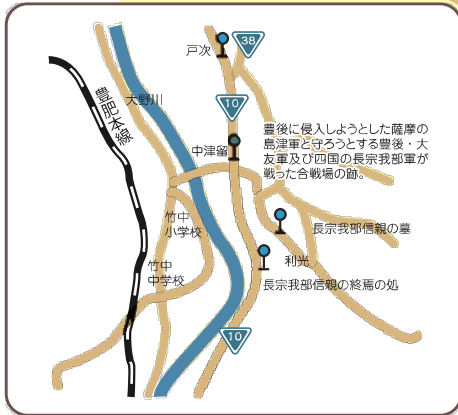 戸次
38
大野川
豊肥本線
10
中津留
豊後に侵入しようとした薩摩の
島津軍と守ろうとする豊後・大
友軍及び四国の長宗我部軍が
戦った合戦場の跡。
竹中
小学校
長宗我部信親の墓
竹中
中学校
利光
長宗我部信親の終焉の処
10